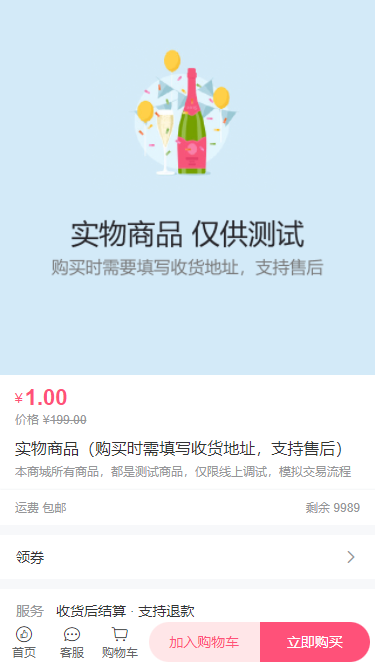 实物商品 仅供测试
购买时需要填写收货地址，支持售后
¥1.00
价格 ¥199.00
实物商品（购买时需填写收货地址，支持售后）
本商城所有商品，都是测试商品，仅限线上调试，模拟交易流程
运费 包邮 剩余 9989
领券
服务 收货后结算 · 支持退款
首页 客服 购物车 加入购物车 立即购买